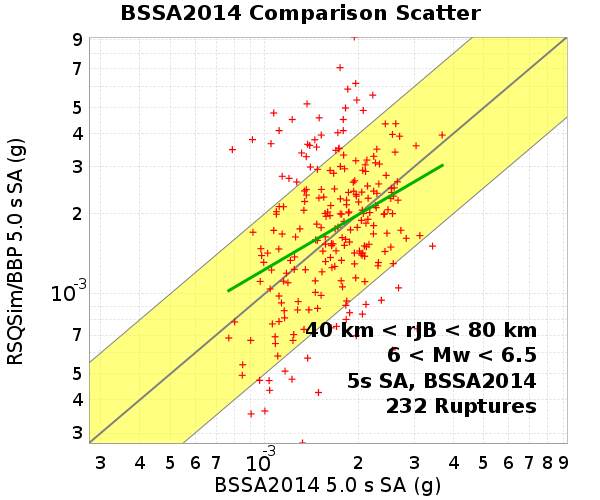 BSSA2014 Comparison Scatter
RSQSim/BBP 5.0 s SA (g)
9
7
5
4
3
2
10-3
7
5
4
3
40 km < rJB < 80 km
6 < Mw < 6.5
5s SA, BSSA2014
232 Ruptures
3 4 5 6 7 10-3 2 3 4 5 6 7 8 9
BSSA2014 5.0 s SA (g)